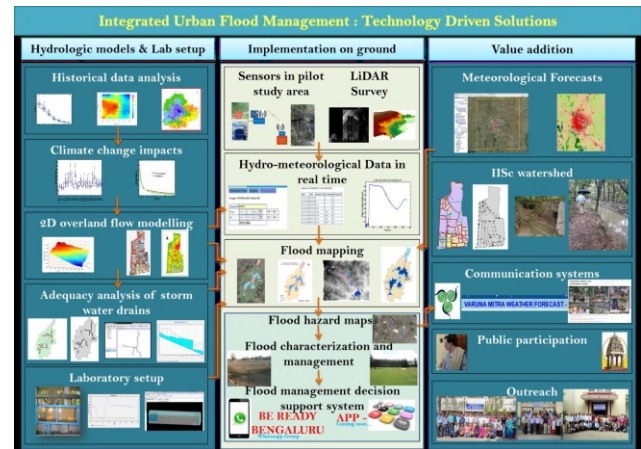 Integrated Urban Flood Management : Technology Driven Solutions
Hydrologic models & Lab setup
Historical data analysis
Climate change impacts
2D overland flow modelling
Adequacy analysis of storm
water drains
Laboratory setup
Implementation on ground
Sensors in pilot
study area
LiDAR
Survey
Hydro-meteorological Data in
real time
Flood mapping
Flood hazard maps
Flood characterization and
management
Flood management decision
support system
BE READY
BENGALURU
Whatsapp Group
APP -
Coming soon
Value addition
Meteorological Forecasts
IISc watershed
Communication systems
VARUNA MITRA WEATHER FORECAST -
Public participation
Outreach